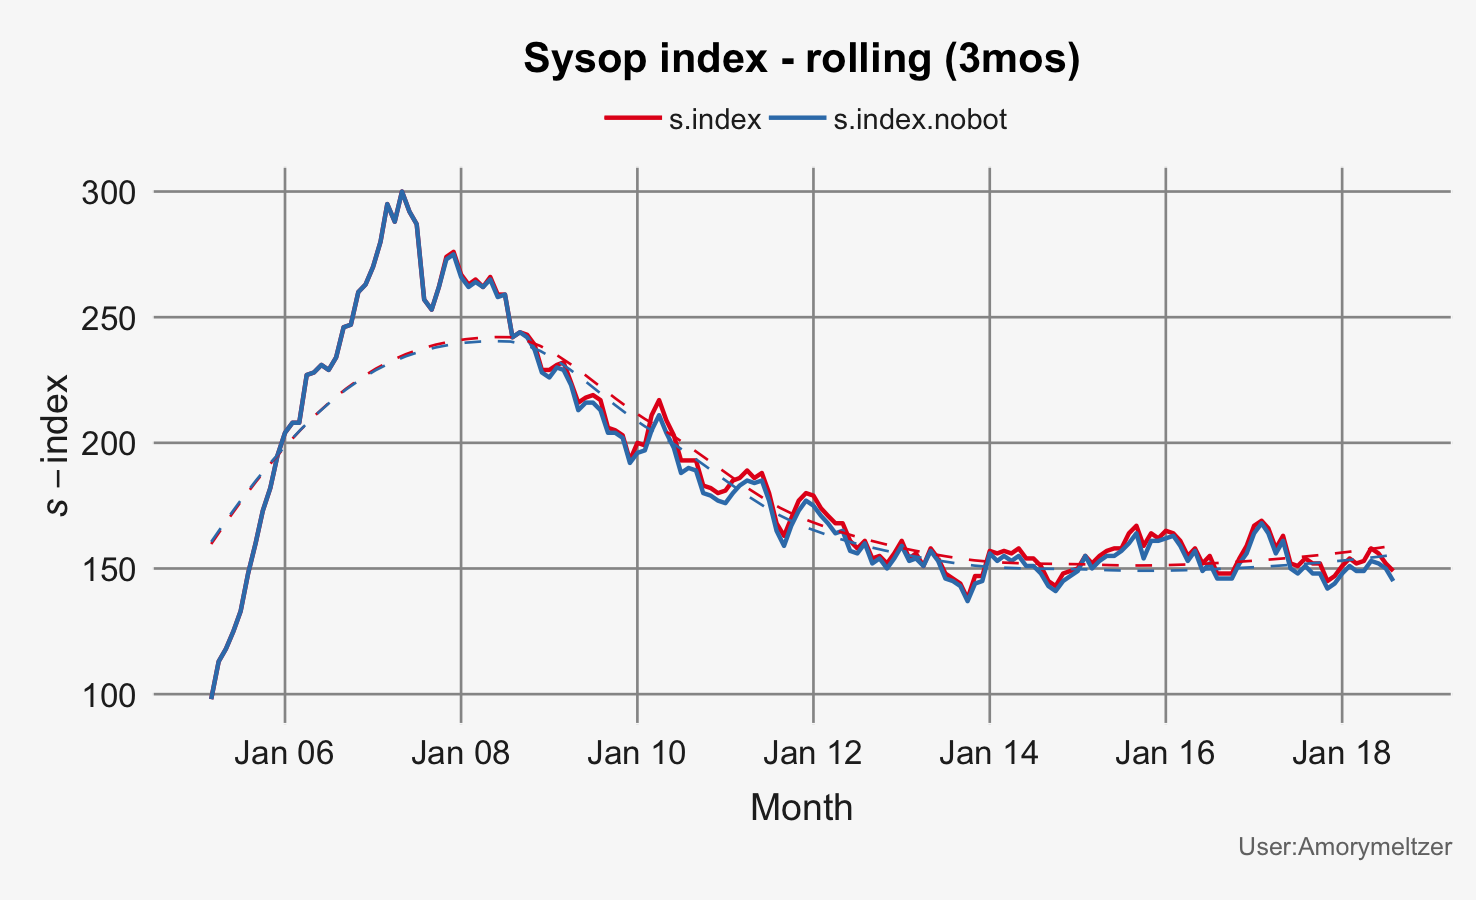 Sysop index - rolling (3mos)
s.index s.index.nobot
300
250
200
150
100
s – index
Jan 06 Jan 08 Jan 10 Jan 12 Jan 14 Jan 16 Jan 18
Month
User:Amorymeltzer